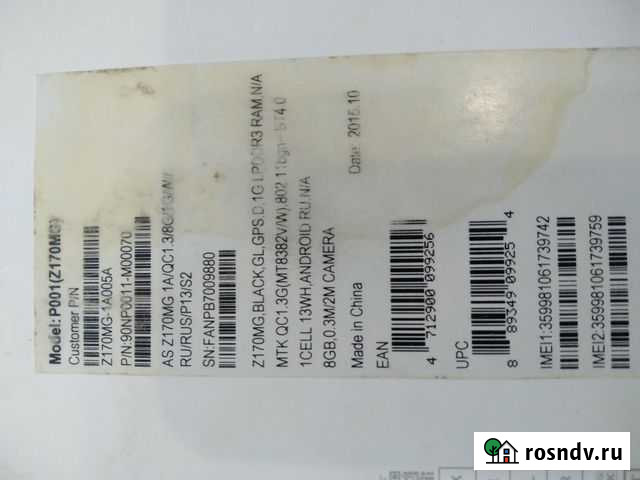 Model: P001(Z170MG)
Customer P/N
Z170MG-1A005A
P/N:90NP0011-M00070
AS Z170MG 1A/QC1.3/8G/1G/
RU/RUS/P13/S2
SN:FANPB7009880
Z170MG,BLACK,GL,GPS,D,1G LPDDR3 RAM,N/A
MTK QC1.3G(MT8382V/W),802.11bgn BT4.0
1CELL 13WH,ANDROID RU,N/A
8GB,0.3M/2M CAMERA
Made in China Date: 2015.10
EAN
4 712900 099256
UPC
8 89349 09925 4
IMEI1:359981061739742
IMEI2:359981061739759
rosndv.ru